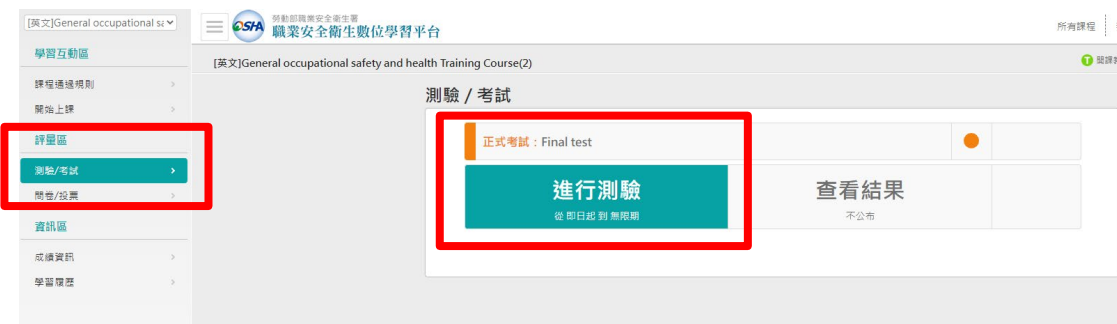 [英文]General occupational sa
學習互動區
課程通過規則
開始上課
評量區
測驗/考試
問卷/投票
資訊區
成績資訊
學習履歷
OSHA
勞動部職業安全衛生署
職業安全衛生數位學習平台
所有課程
[英文]General occupational safety and health Training Course(2)
測驗 / 考試
正式考試：Final test
進行測驗
從 即日起 到 無限期
查看結果
不公布